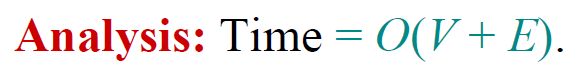 Analysis: Time = O(V + E).